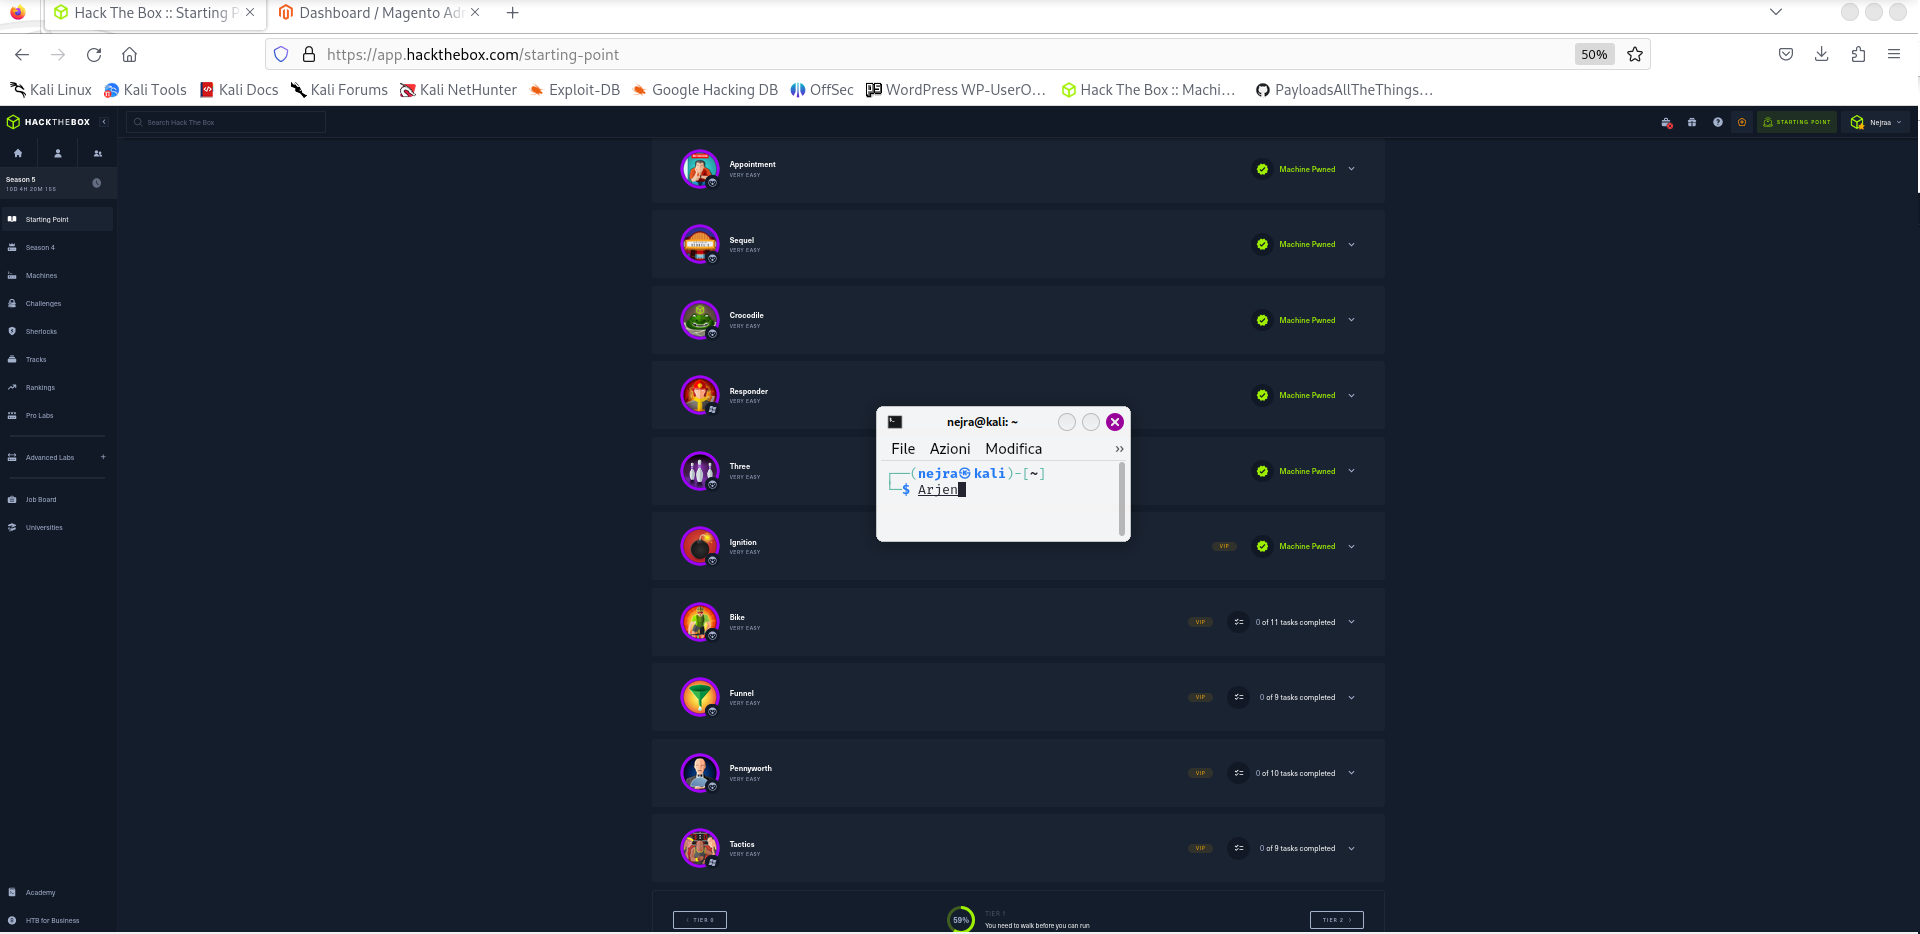 Hack The Box :: Starting P
Dashboard / Magento Adm
https://app.hackthebox.com/starting-point
50%
Kali Linux
Kali Tools
Kali Docs
Kali Forums
Kali NetHunter
Exploit-DB
Google Hacking DB
OffSec
WordPress WP-UserO...
Hack The Box :: Machi...
PayloadsAllTheThings...
HACKTHEBOX
Search Hack The Box
STARTING POINT
Nejraa
Season 5
10D 4H 20M 15S
Starting Point
Season 4
Machines
Challenges
Sherlocks
Tracks
Rankings
Pro Labs
Advanced Labs +
Job Board
Universities
Academy
HTB for Business
Appointment
VERY EASY
Machine Pwned
Sequel
VERY EASY
Machine Pwned
Crocodile
VERY EASY
Machine Pwned
Responder
VERY EASY
Machine Pwned
Three
VERY EASY
Machine Pwned
Ignition
VERY EASY
VIP
Machine Pwned
Bike
VERY EASY
VIP
0 of 11 tasks completed
Funnel
VERY EASY
VIP
0 of 9 tasks completed
Pennyworth
VERY EASY
VIP
0 of 10 tasks completed
Tactics
VERY EASY
VIP
0 of 9 tasks completed
TIER 0
59%
TIER 1
You need to walk before you can run
TIER 2
nejra@kali: ~
File Azioni Modifica »
┌──(nejra㉿kali)-[~]
└─$ Arjen